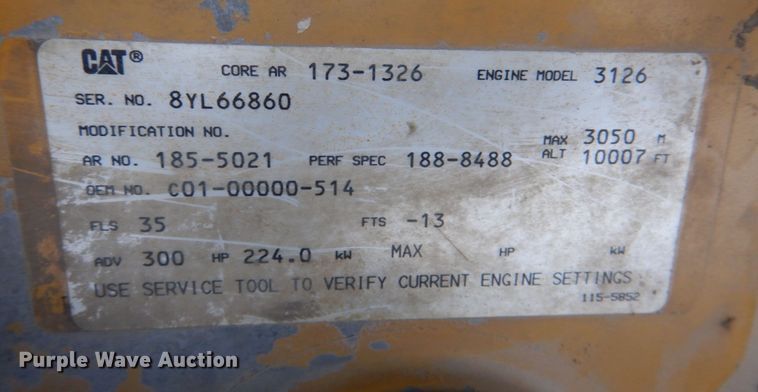 CAT® CORE AR 173-1326 ENGINE MODEL 3126
SER. NO. 8YL66860
MODIFICATION NO.
AR NO. 185-5021 PERF SPEC 188-8488 MAX ALT 3050 M 10007 FT
OEM NO. C01-00000-514
FLS 35 FTS -13
ADV 300 HP 224.0 kW MAX HP kW
USE SERVICE TOOL TO VERIFY CURRENT ENGINE SETTINGS
115-5852
Purple Wave Auction